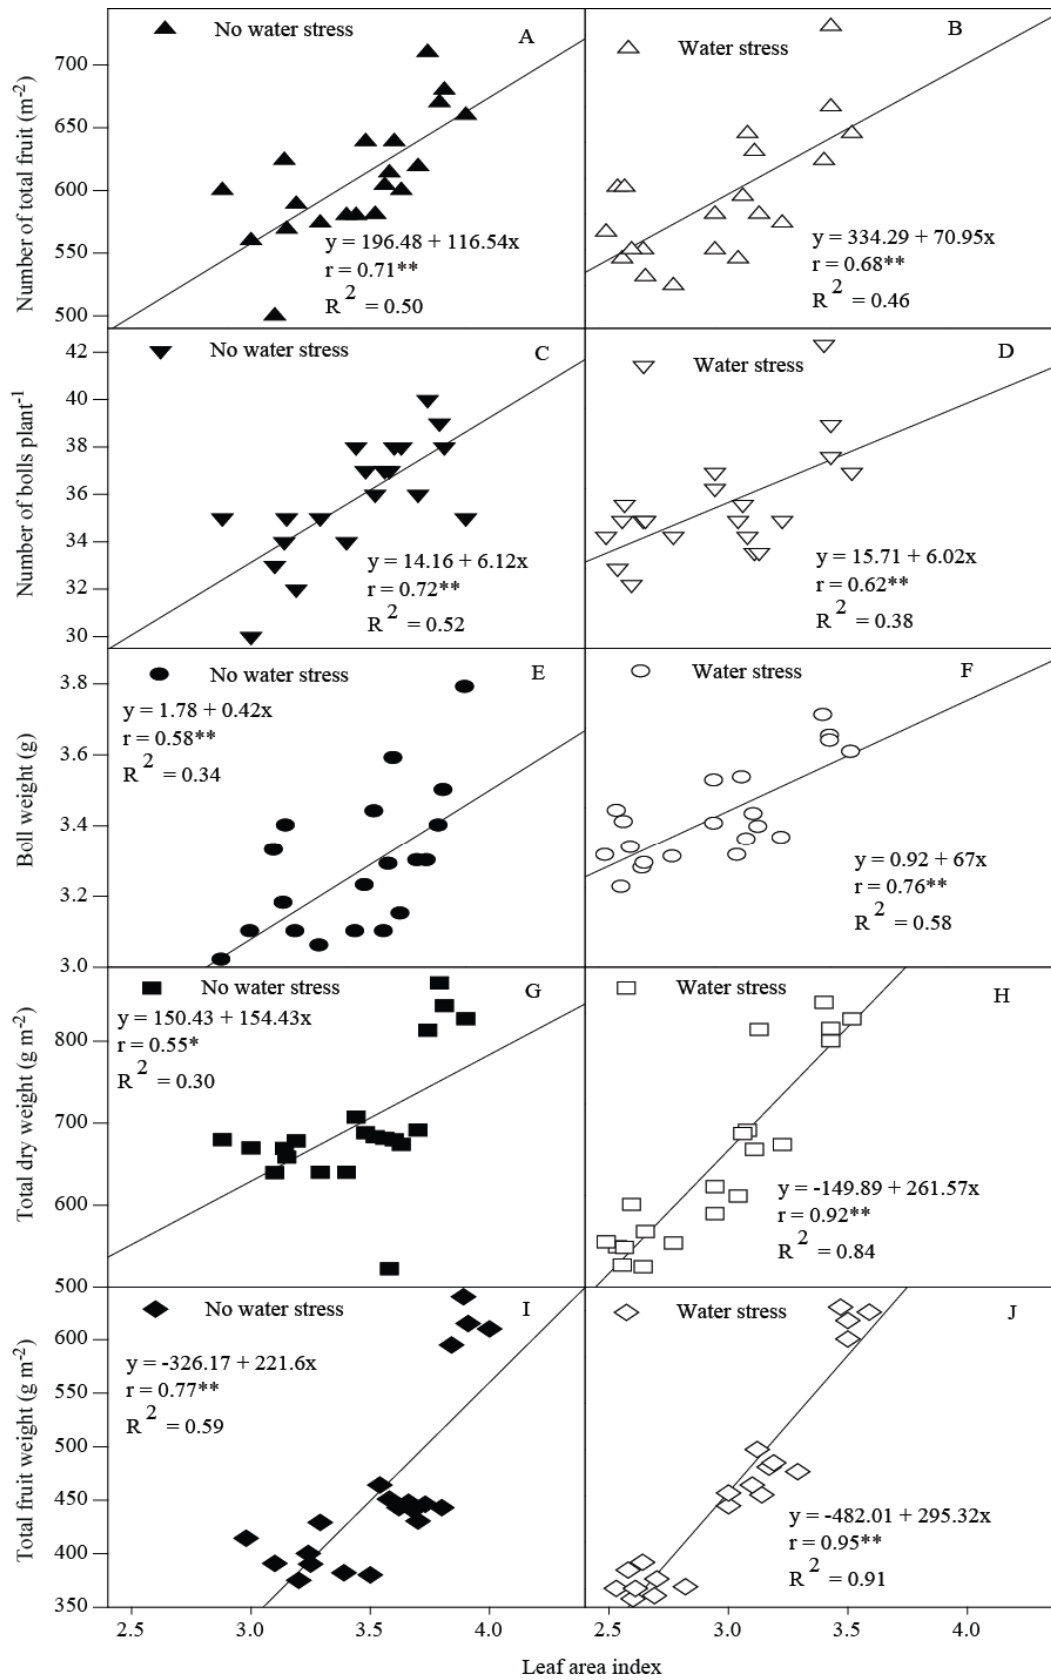 No water stress
A
Water stress
B
Number of total fruit (m-2)
700
650
600
550
500
y = 196.48 + 116.54x
r = 0.71**
R2 = 0.50
y = 334.29 + 70.95x
r = 0.68**
R2 = 0.46
No water stress
C
Water stress
D
Number of bolls plant-1
42
40
38
36
34
32
30
y = 14.16 + 6.12x
r = 0.72**
R2 = 0.52
y = 15.71 + 6.02x
r = 0.62**
R2 = 0.38
No water stress
E
Water stress
F
Boll weight (g)
3.8
3.6
3.4
3.2
3.0
y = 1.78 + 0.42x
r = 0.58**
R2 = 0.34
y = 0.92 + 67x
r = 0.76**
R2 = 0.58
No water stress
G
Water stress
H
Total dry weight (g m-2)
800
700
600
500
y = 150.43 + 154.43x
r = 0.55*
R2 = 0.30
y = -149.89 + 261.57x
r = 0.92**
R2 = 0.84
No water stress
I
Water stress
J
Total fruit weight (g m-2)
600
550
500
450
400
350
y = -326.17 + 221.6x
r = 0.77**
R2 = 0.59
y = -482.01 + 295.32x
r = 0.95**
R2 = 0.91
2.5 3.0 3.5 4.0 2.5 3.0 3.5 4.0
Leaf area index